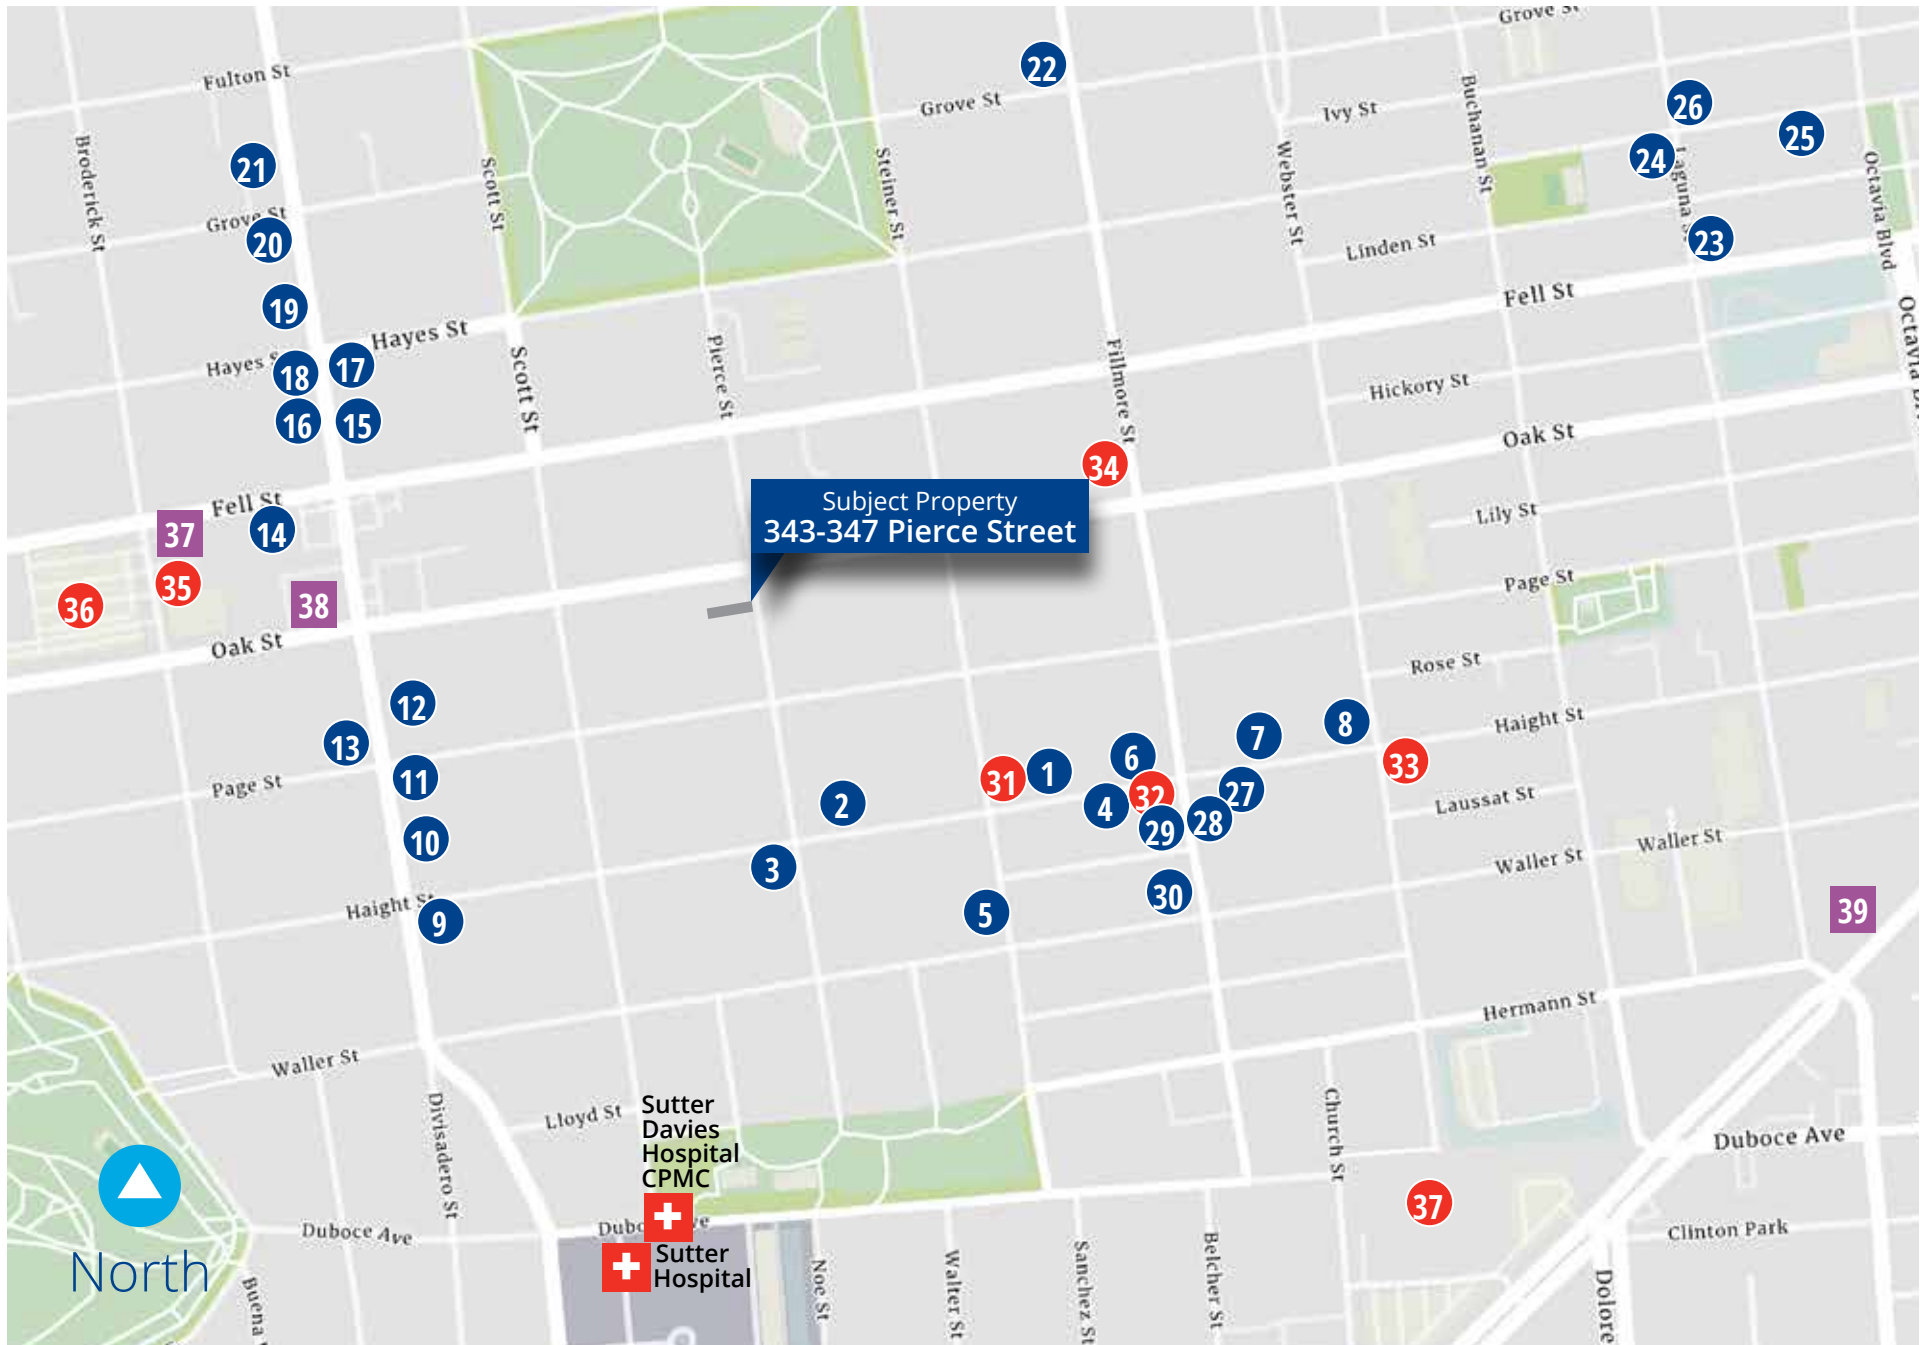 Grove St
Fulton St
22
Grove St
Ivy St
Buchanan St
26
25
24
Laguna St
21
Broderick St
Scott St
Steiner St
Webster St
Octavia Blvd
Grove St
20
Linden St
23
19
Fell St
Hayes St
Hayes S
18
17
Scott St
Pierce St
Fillmore St
Octavia B
16
15
Hickory St
Oak St
34
Fell St
37
14
Subject Property
343-347 Pierce Street
Lily St
35
36
38
Page St
Oak St
Rose St
12
13
Haight St
8
7
6
33
Page St
11
31
1
32
27
2
4
Laussat St
29
28
10
Waller St
Waller St
3
Haight St
9
5
30
39
Hermann St
Waller St
Divisadero St
Lloyd St
Sutter
Davies
Hospital
CPMC
Church St
Duboce Ave
37
Duboce Ave
Clinton Park
North
Sutter
Hospital
Buena
Noe St
Walter St
Sanchez St
Belcher St
Dolore